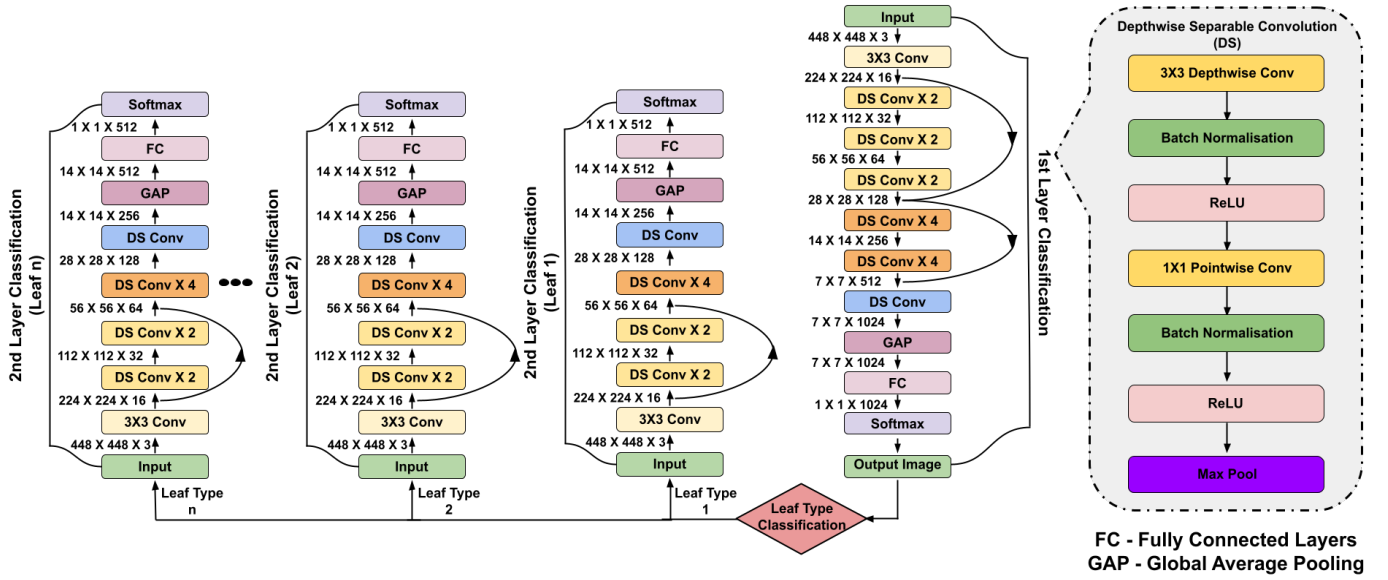 2nd Layer Classification
(Leaf n)
Softmax
1 X 1 X 512
FC
14 X 14 X 512
GAP
14 X 14 X 256
DS Conv
28 X 28 X 128
DS Conv X 4
56 X 56 X 64
DS Conv X 2
112 X 112 X 32
DS Conv X 2
224 X 224 X 16
3X3 Conv
448 X 448 X 3
Input
Leaf Type
n
2nd Layer Classification
(Leaf 2)
Softmax
1 X 1 X 512
FC
14 X 14 X 512
GAP
14 X 14 X 256
DS Conv
28 X 28 X 128
DS Conv X 4
56 X 56 X 64
DS Conv X 2
112 X 112 X 32
DS Conv X 2
224 X 224 X 16
3X3 Conv
448 X 448 X 3
Input
Leaf Type
2
2nd Layer Classification
(Leaf 1)
Softmax
1 X 1 X 512
FC
14 X 14 X 512
GAP
14 X 14 X 256
DS Conv
28 X 28 X 128
DS Conv X 4
56 X 56 X 64
DS Conv X 2
112 X 112 X 32
DS Conv X 2
224 X 224 X 16
3X3 Conv
448 X 448 X 3
Input
Leaf Type
1
Input
448 X 448 X 3
3X3 Conv
224 X 224 X 16
DS Conv X 2
112 X 112 X 32
DS Conv X 2
56 X 56 X 64
DS Conv X 2
28 X 28 X 128
DS Conv X 4
14 X 14 X 256
DS Conv X 4
7 X 7 X 512
DS Conv
7 X 7 X 1024
GAP
7 X 7 X 1024
FC
1 X 1 X 1024
Softmax
Output Image
1st Layer Classification
Leaf Type
Classification
Depthwise Separable Convolution
(DS)
3X3 Depthwise Conv
Batch Normalisation
ReLU
1X1 Pointwise Conv
Batch Normalisation
ReLU
Max Pool
FC - Fully Connected Layers
GAP - Global Average Pooling